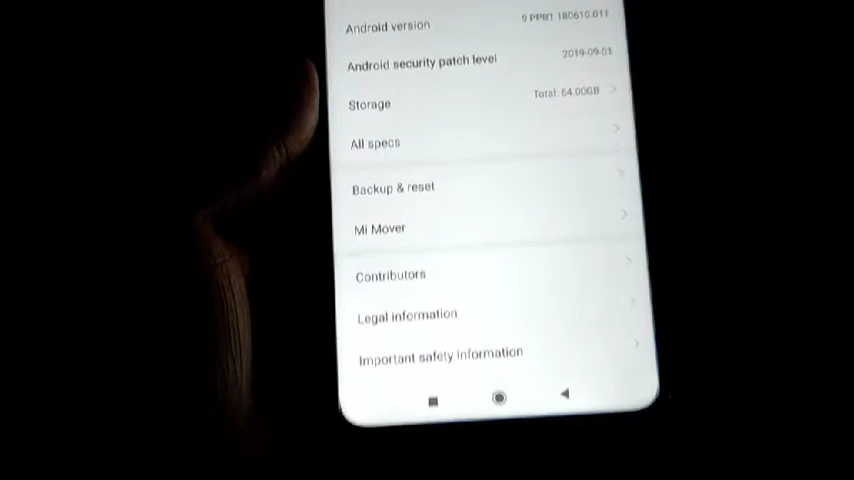 Android version 9 PPR1.180610.011
Android security patch level 2019-09-01
Storage Total: 64.00GB
All specs
Backup & reset
Mi Mover
Contributors
Legal information
Important safety information